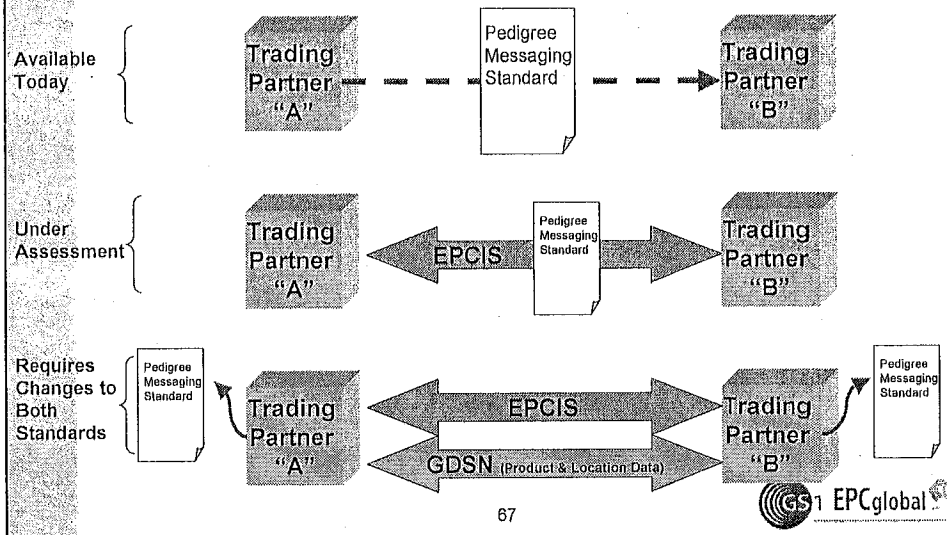 Available
Today
Trading
Partner
"A"
Pedigree
Messaging
Standard
Trading
Partner
"B"
Under
Assessment
Trading
Partner
"A"
EPCIS
Pedigree
Messaging
Standard
Trading
Partner
"B"
Requires
Changes to
Both
Standards
Pedigree
Messaging
Standard
Trading
Partner
"A"
EPCIS
GDSN (Product & Location Data)
Trading
Partner
"B"
Pedigree
Messaging
Standard
67
GS1 EPCglobal